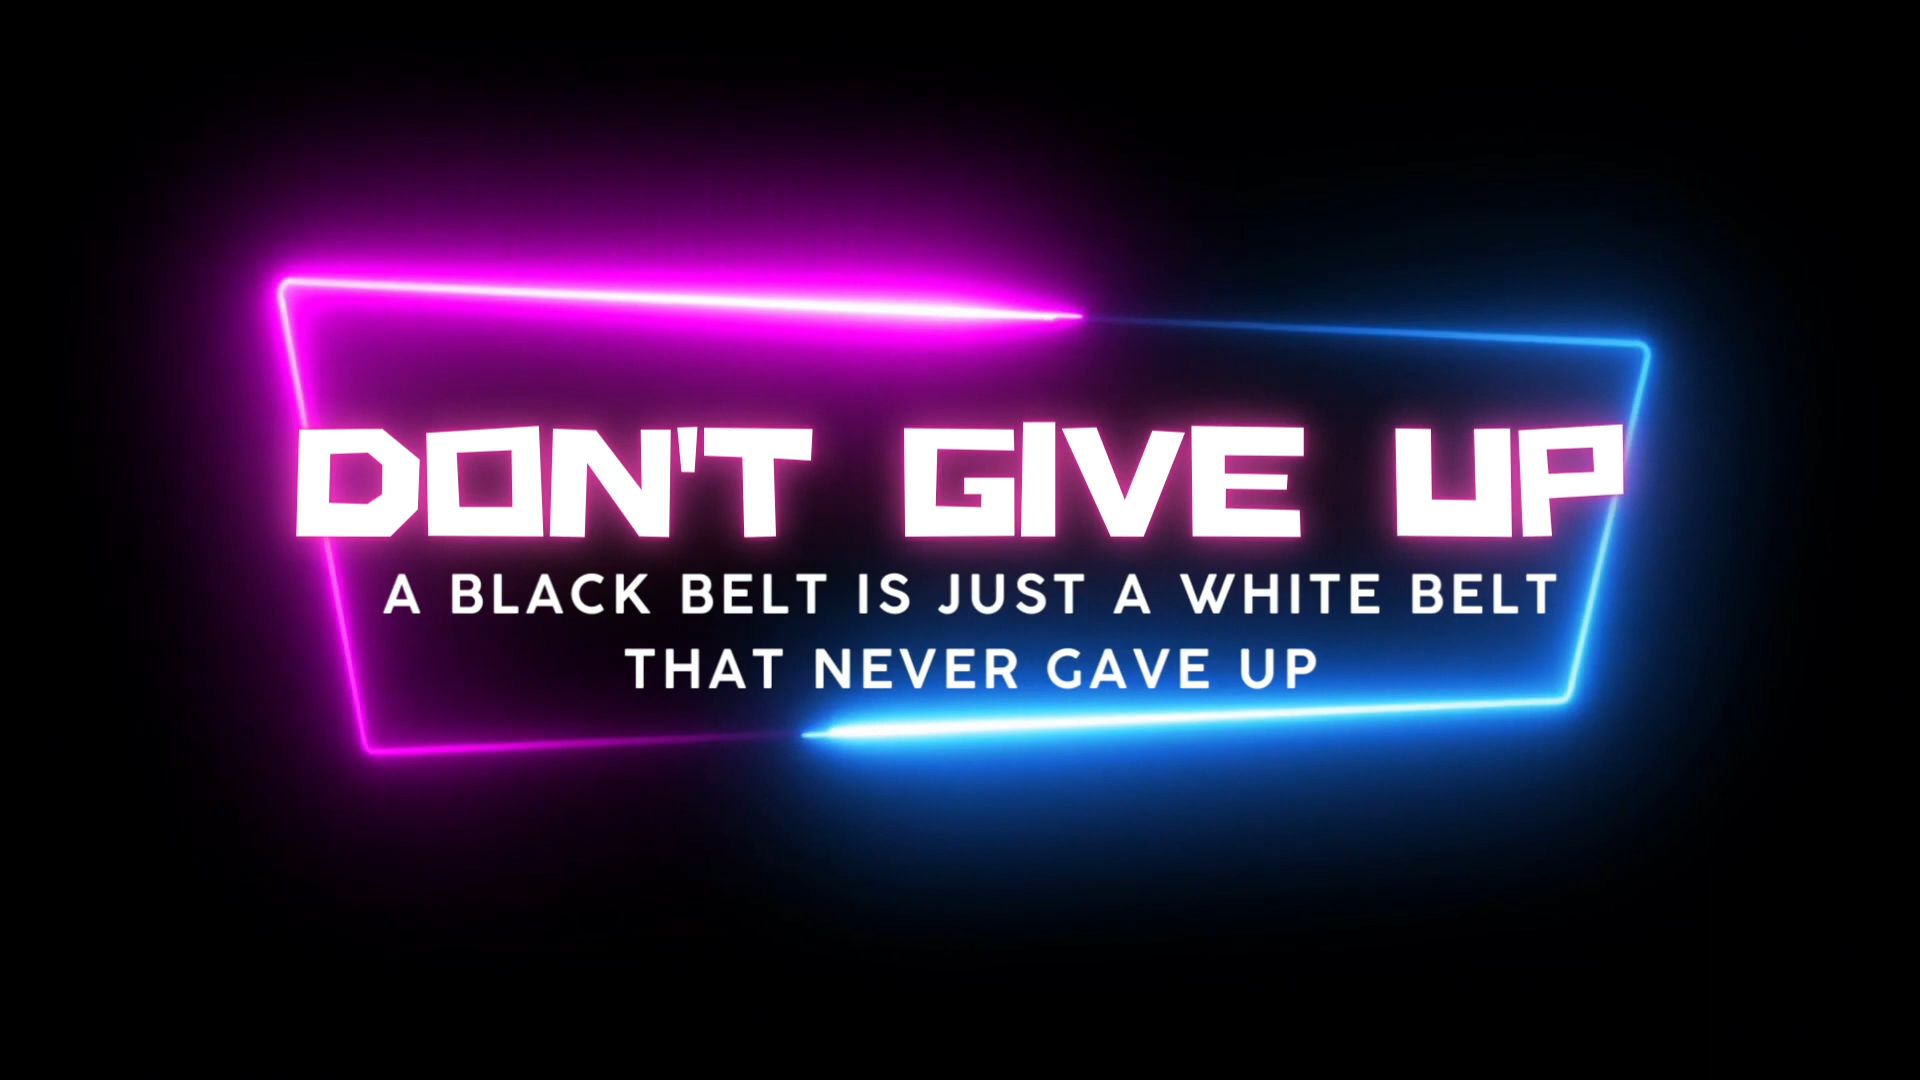 DON'T GIVE UP
A BLACK BELT IS JUST A WHITE BELT
THAT NEVER GAVE UP